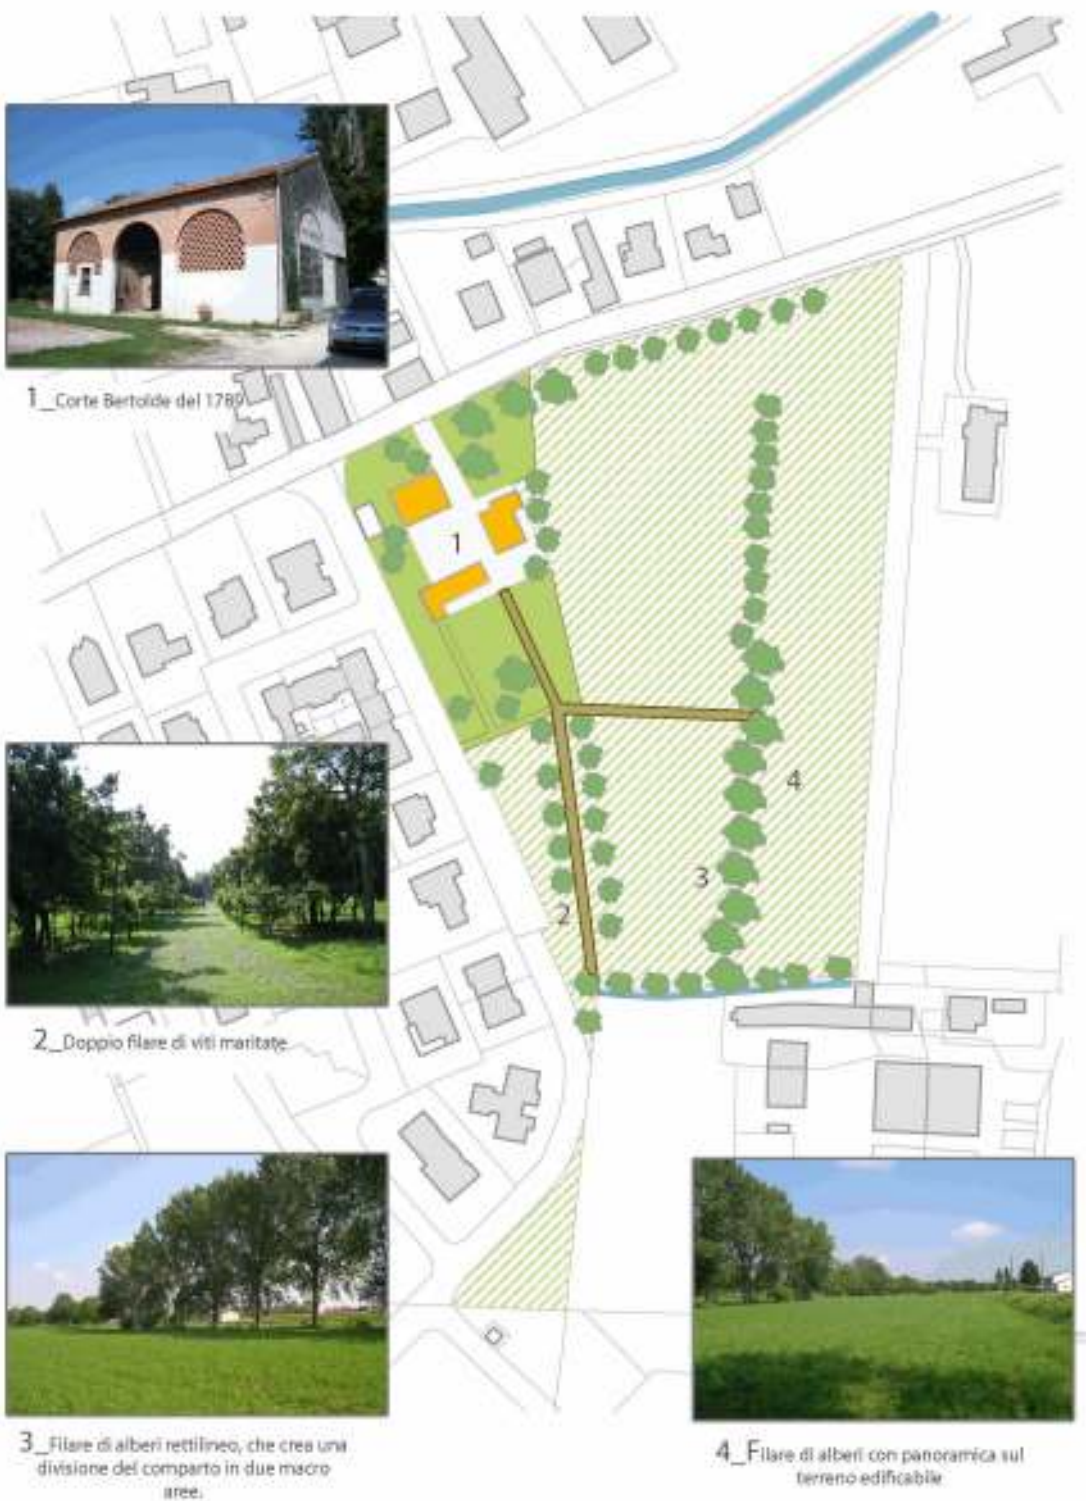 1_Corte Bertolde del 1789
1
4
3
2
2_Doppio filare di viti maritate
3_Filare di alberi rettilineo, che crea una
divisione del comparto in due macro
aree.
4_Filare di alberi con panoramica sul
terreno edificabile